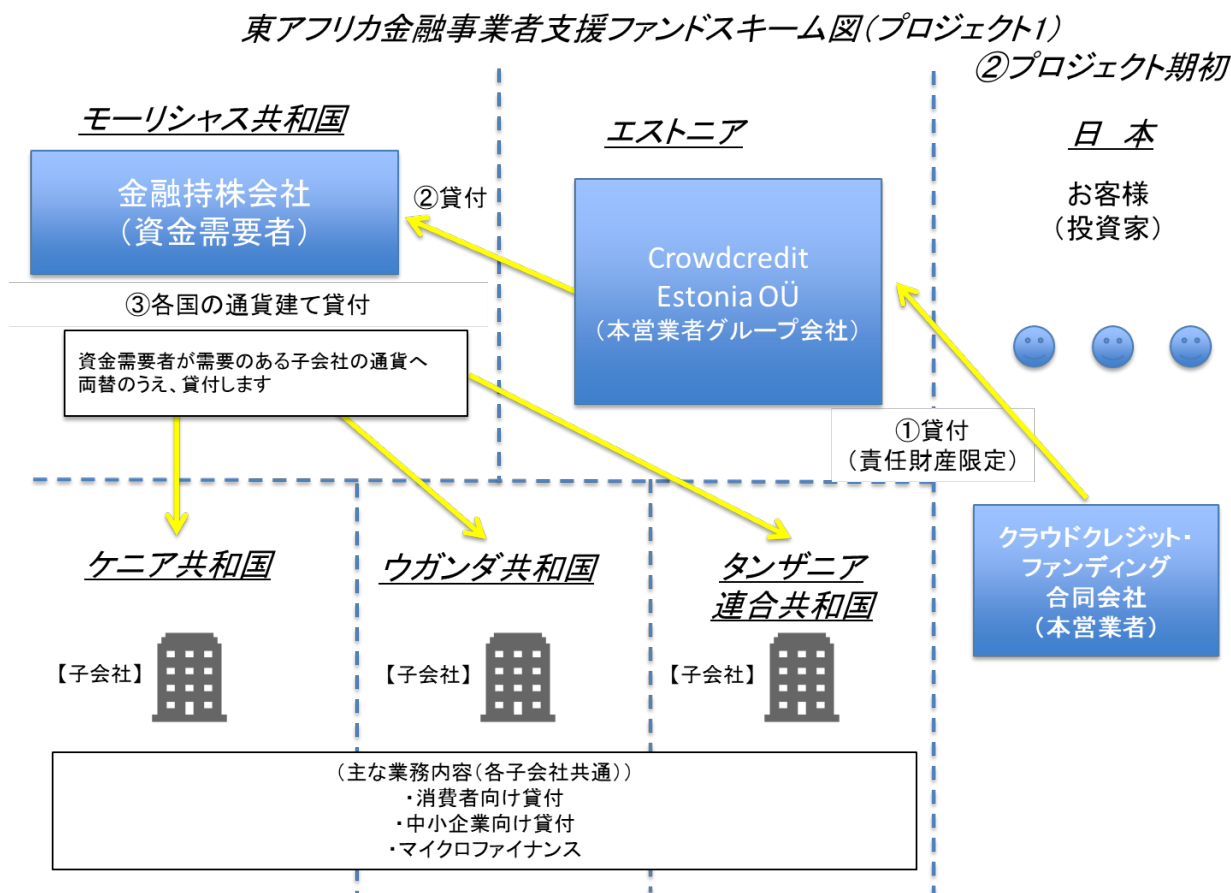 東アフリカ金融事業者支援ファンドスキーム図(プロジェクト1)
②プロジェクト期初
モーリシャス共和国
金融持株会社
(資金需要者)
②貸付
エストニア
Crowdcredit
Estonia OÜ
(本営業者グループ会社)
日 本
お客様
(投資家)
③各国の通貨建て貸付
資金需要者が需要のある子会社の通貨へ
両替のうえ、貸付します
①貸付
(責任財産限定)
クラウドクレジット・
ファンディング
合同会社
(本営業者)
ケニア共和国
【子会社】
ウガンダ共和国
【子会社】
タンザニア
連合共和国
【子会社】
(主な業務内容(各子会社共通))
・消費者向け貸付
・中小企業向け貸付
・マイクロファイナンス